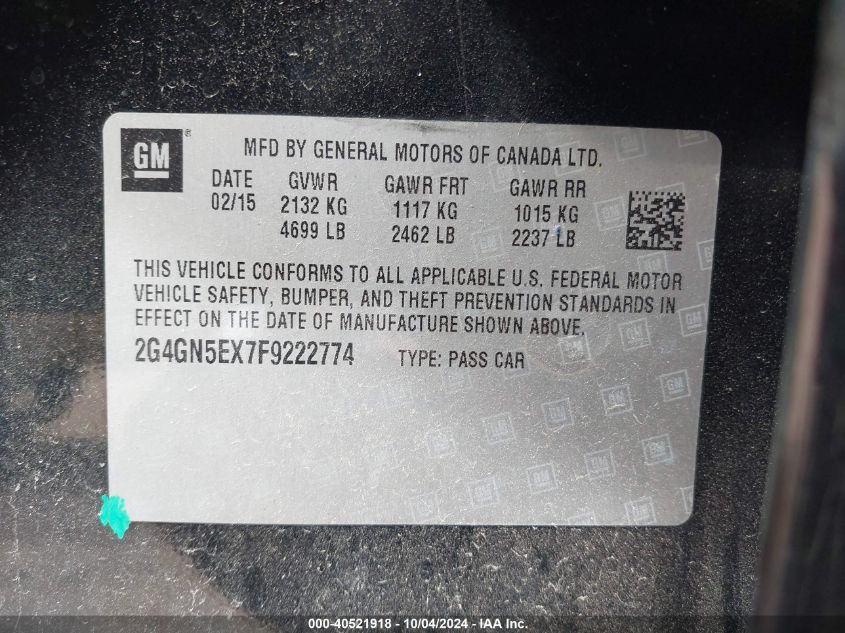 GM ®
MFD BY GENERAL MOTORS OF CANADA LTD.
DATE GVWR GAWR FRT GAWR RR
02/15 2132 KG 1117 KG 1015 KG
4699 LB 2462 LB 2237 LB
THIS VEHICLE CONFORMS TO ALL APPLICABLE U.S. FEDERAL MOTOR
VEHICLE SAFETY, BUMPER, AND THEFT PREVENTION STANDARDS IN
EFFECT ON THE DATE OF MANUFACTURE SHOWN ABOVE.
2G4GN5EX7F9222774 TYPE: PASS CAR
000-40521918 - 10/04/2024 - IAA Inc.